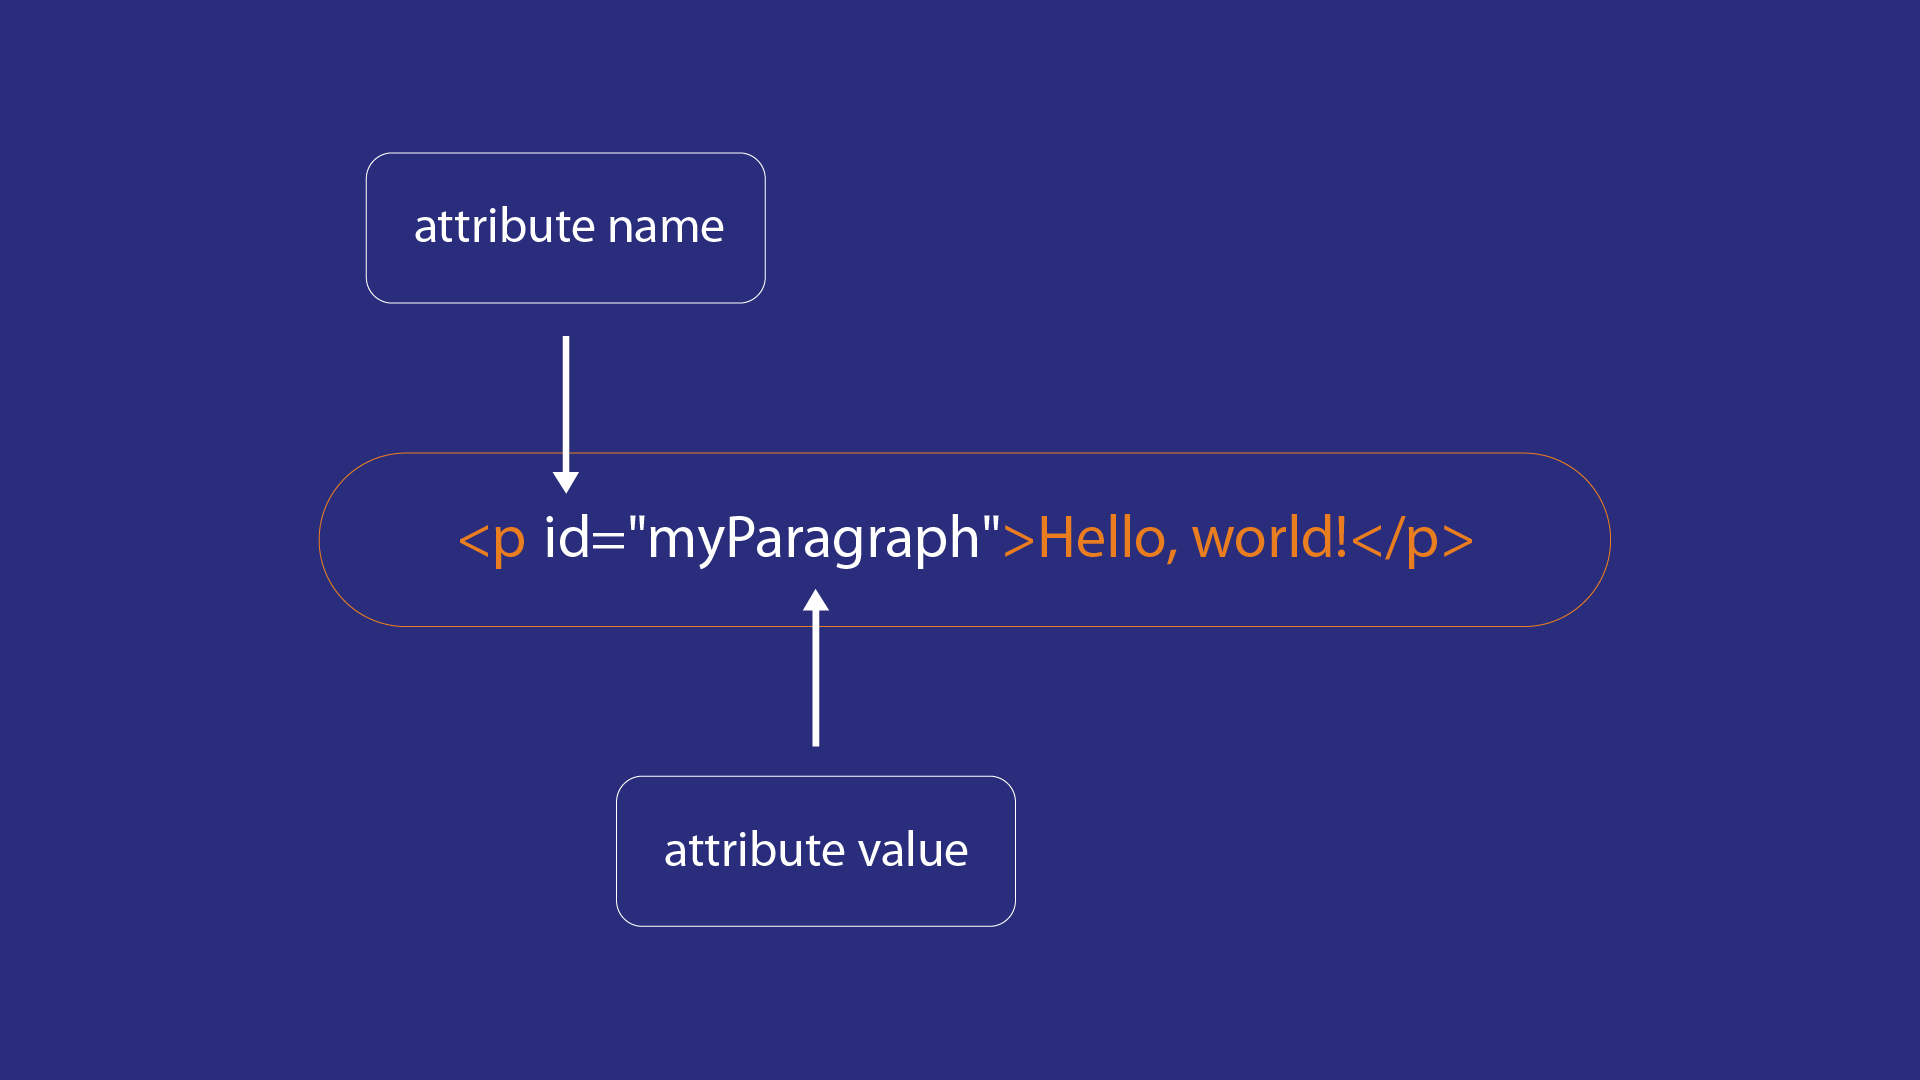 attribute name
<p id="myParagraph">Hello, world!</p>
attribute value